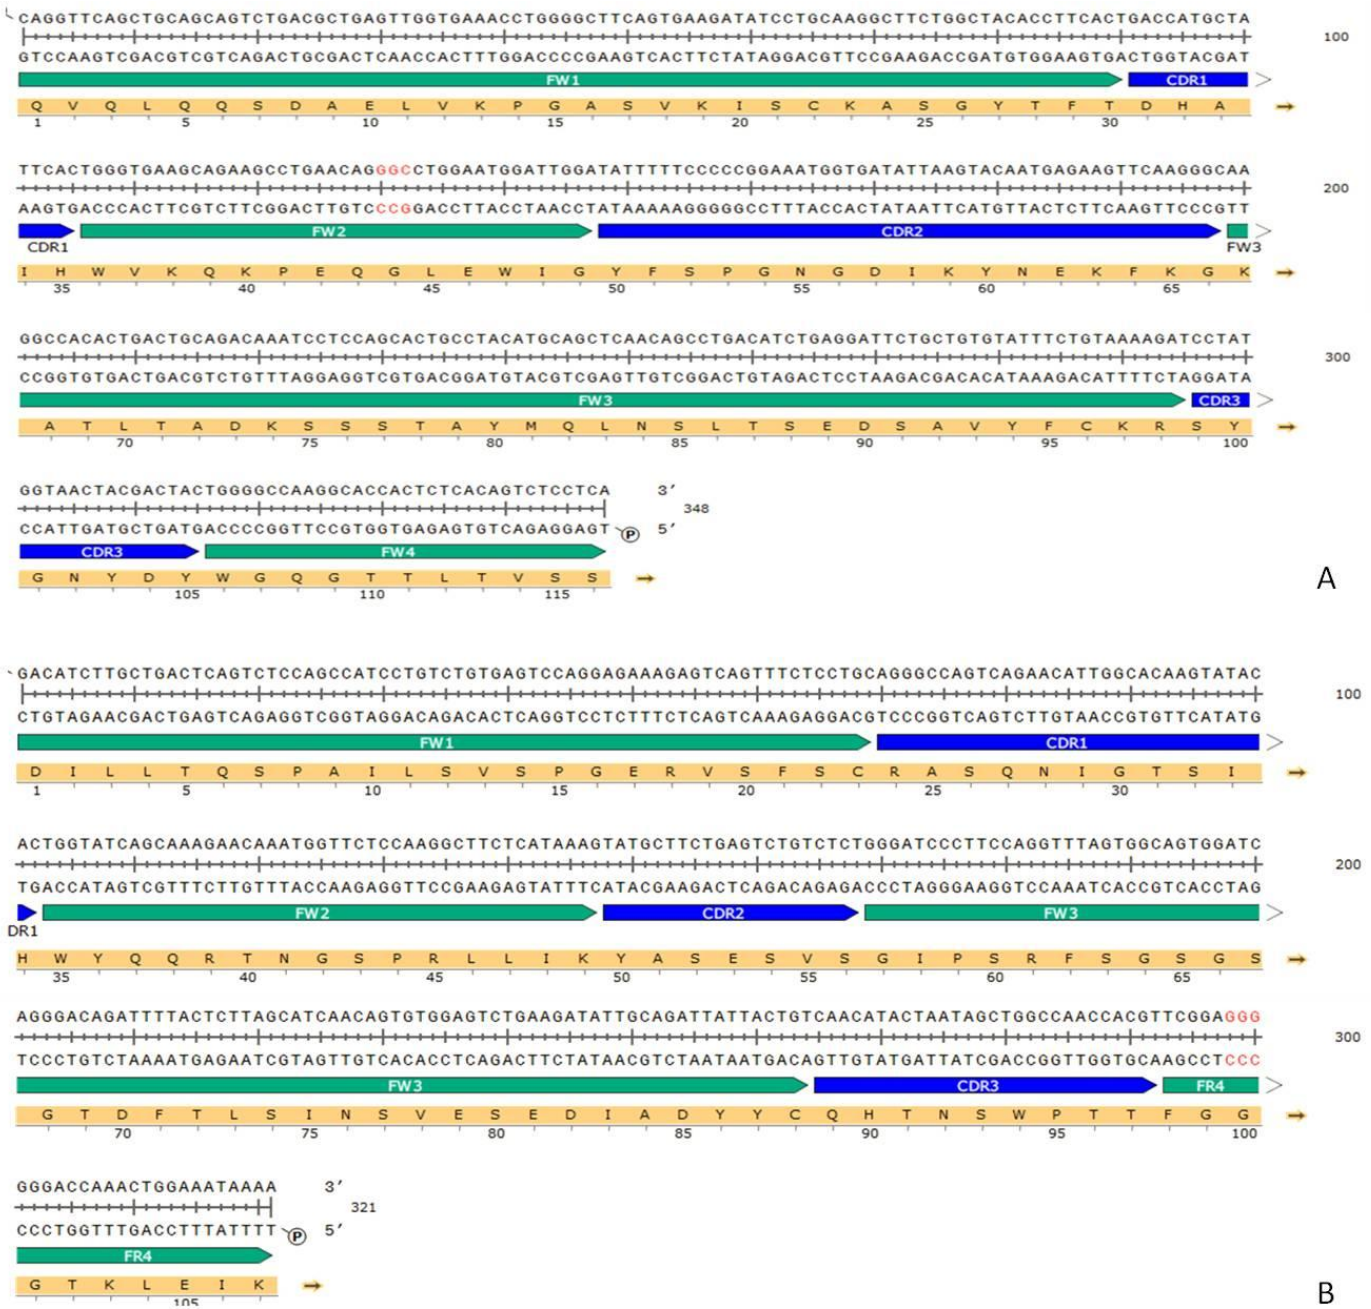 CAGGTTCAGCTGCAGCAGTCTGACGCTGAGTTGGTGAAACCTGGGGCTTCAGTGAAGATATCCTGCAAGGCTTCTGGCTACACCTTCACTGACCATGCTA
100
GTCCAAGTCGACGTCGTCAGACTGCGACTCAACCACTTTGGACCCCGAAGTCACTTCTATAGGACGTTCCGAAGACCGATGTGGAAGTGACTGGTACGAT
FW1 CDR1
Q V Q L Q Q S D A E L V K P G A S V K I S C K A S G Y T F T D H A
1 5 10 15 20 25 30
TTCACTGGGTGAAGCAGAAGCCTGAACAGGGCCTGGAATGGATTGGATATTTTTCCCCCGGAAATGGTGATATTAAGTACAATGAGAAGTTCAAGGGCAA
200
AAGTGACCCACTTCGTCTTCGGACTTGTCCCGGACCTTACCTAACCTATAAAAAGGGGGCCTTTACCACTATAATTCATGTTACTCTTCAAGTTCCCGTT
CDR1 FW2 CDR2 FW3
I H W V K Q K P E Q G L E W I G Y F S P G N G D I K Y N E K F K G K
35 40 45 50 55 60 65
GGCCACACTGACTGCAGACAAATCCTCCAGCACTGCCTACATGCAGCTCAACAGCCTGACATCTGAGGATTCTGCTGTGTATTTCTGTAAAAGATCCTAT
300
CCGGTGTGACTGACGTCTGTTTAGGAGGTCGTGACGGATGTACGTCGAGTTGTCGGACTGTAGACTCCTAAGACGACACATAAAGACATTTTCTAGGATA
FW3 CDR3
A T L T A D K S S S T A Y M Q L N S L T S E D S A V Y F C K R S Y
70 75 80 85 90 95 100
GGTAACTACGACTACTGGGGCCAAGGCACCACTCTCACAGTCTCCTCA 3′
348
CCATTGATGCTGATGACCCCGGTTCCGTGGTGAGAGTGTCAGAGGAGT P 5′
CDR3 FW4
G N Y D Y W G Q G T T L T V S S
105 110 115
A
GACATCTTGCTGACTCAGTCTCCAGCCATCCTGTCTGTGAGTCCAGGAGAAAGAGTCAGTTTCTCCTGCAGGGCCAGTCAGAACATTGGCACAAGTATAC
100
CTGTAGAACGACTGAGTCAGAGGTCGGTAGGACAGACACTCAGGTCCTCTTTCTCAGTCAAAGAGGACGTCCCGGTCAGTCTTGTAACCGTGTTCATATG
FW1 CDR1
D I L L T Q S P A I L S V S P G E R V S F S C R A S Q N I G T S I
1 5 10 15 20 25 30
ACTGGTATCAGCAAAGAACAAATGGTTCTCCAAGGCTTCTCATAAAGTATGCTTCTGAGTCTGTCTCTGGGATCCCTTCCAGGTTTAGTGGCAGTGGATC
200
TGACCATAGTCGTTTCTTGTTTACCAAGAGGTTCCGAAGAGTATTTCATACGAAGACTCAGACAGAGACCCTAGGGAAGGTCCAAATCACCGTCACCTAG
DR1 FW2 CDR2 FW3
H W Y Q Q R T N G S P R L L I K Y A S E S V S G I P S R F S G S G S
35 40 45 50 55 60 65
AGGGACAGATTTTACTCTTAGCATCAACAGTGTGGAGTCTGAAGATATTGCAGATTATTACTGTCAACATACTAATAGCTGGCCAACCACGTTCGGAGGG
300
TCCCTGTCTAAAATGAGAATCGTAGTTGTCACACCTCAGACTTCTATAACGTCTAATAATGACAGTTGTATGATTATCGACCGGTTGGTGCAAGCCTCCC
FW3 CDR3 FR4
G T D F T L S I N S V E S E D I A D Y Y C Q H T N S W P T T F G G
70 75 80 85 90 95 100
GGGACCAAACTGGAAATAAAA 3′
321
CCCTGGTTTGACCTTTATTTT P 5′
FR4
G T K L E I K
105
B